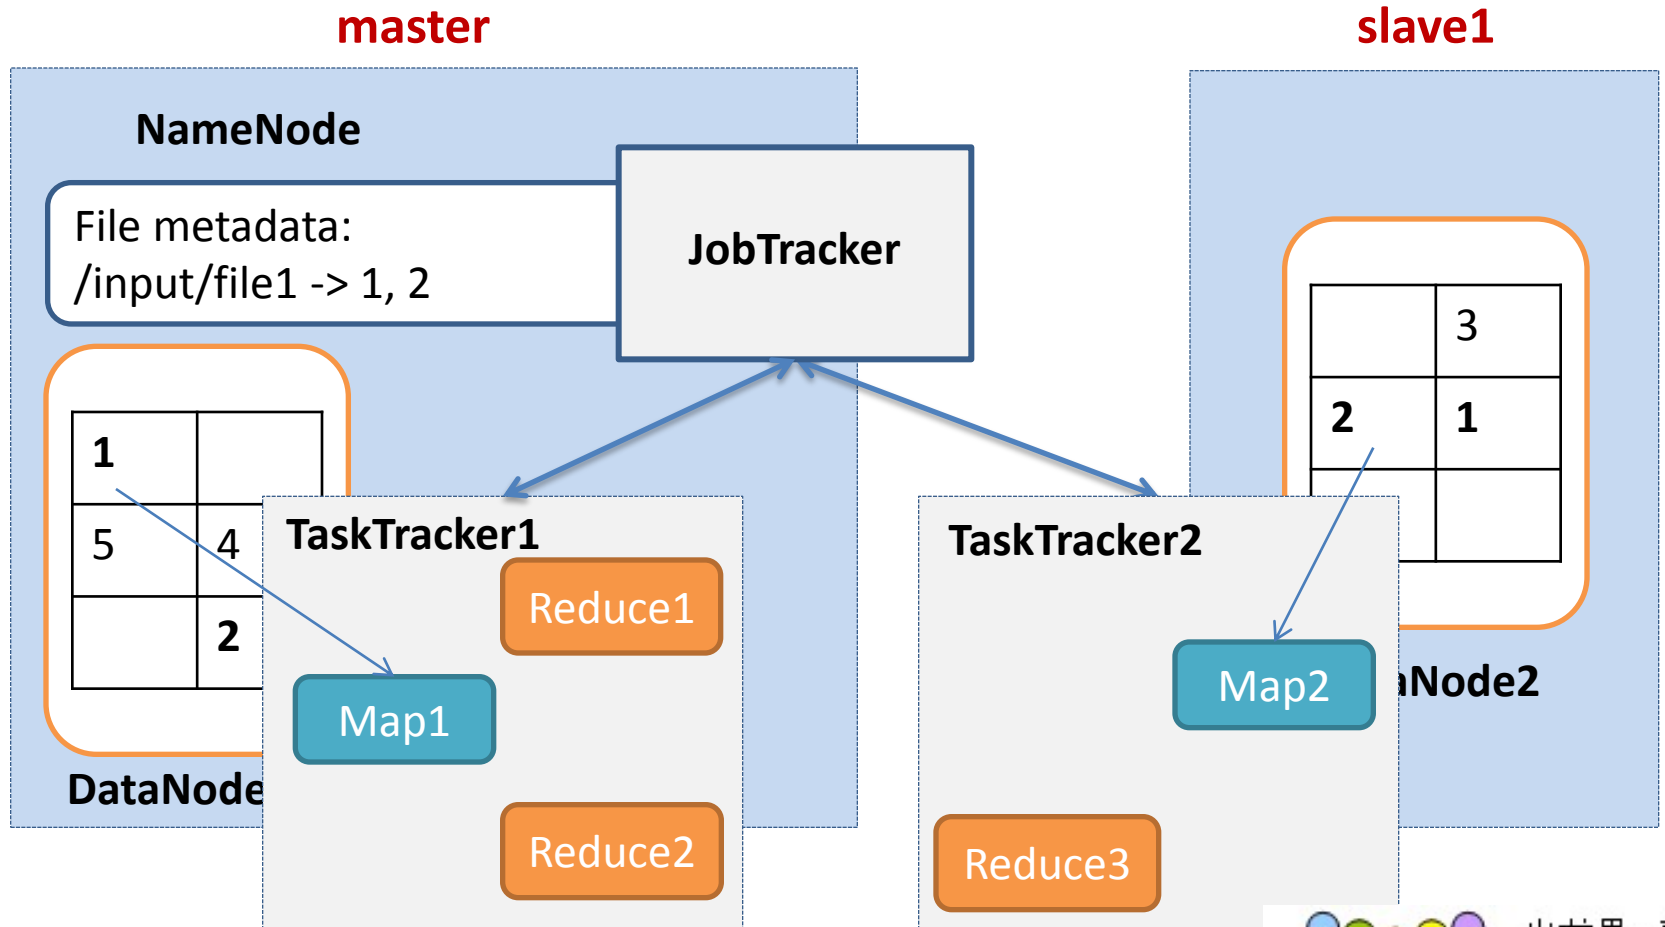 master
slave1
NameNode
File metadata:
/input/file1 -> 1, 2
JobTracker
1
5 4
2
DataNode
TaskTracker1
Reduce1
Map1
Reduce2
3
2 1
TaskTracker2
Map2
aNode2
Reduce3